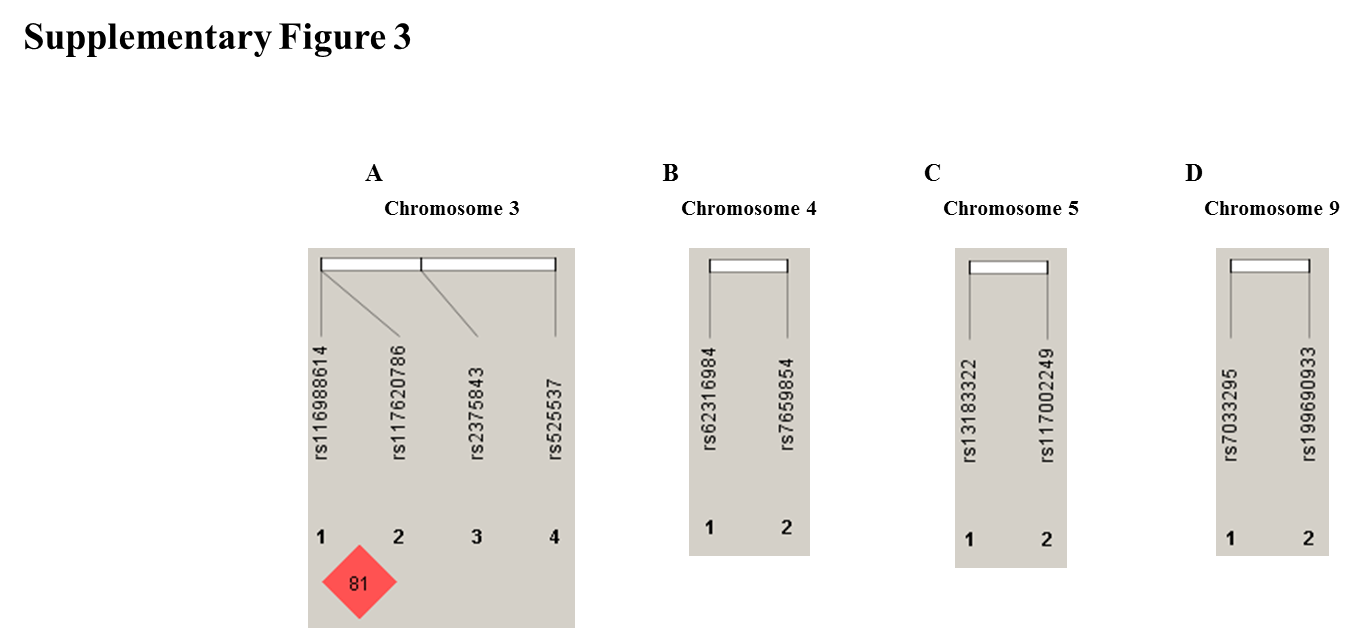 Supplementary Figure 3
A
Chromosome 3
rs116988614
rs117620786
rs2375843
rs525537
1 2 3 4
81
B
Chromosome 4
rs62316984
rs7659854
1 2
C
Chromosome 5
rs13183322
rs117002249
1 2
D
Chromosome 9
rs7033295
rs199690933
1 2